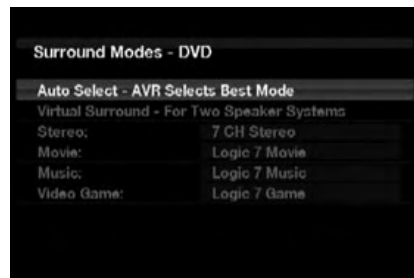 Surround Modes - DVD
Auto Select - AVR Selects Best Mode
Virtual Surround - For Two Speaker Systems
Stereo: 7 CH Stereo
Movie: Logic 7 Movie
Music: Logic 7 Music
Video Game: Logic 7 Game